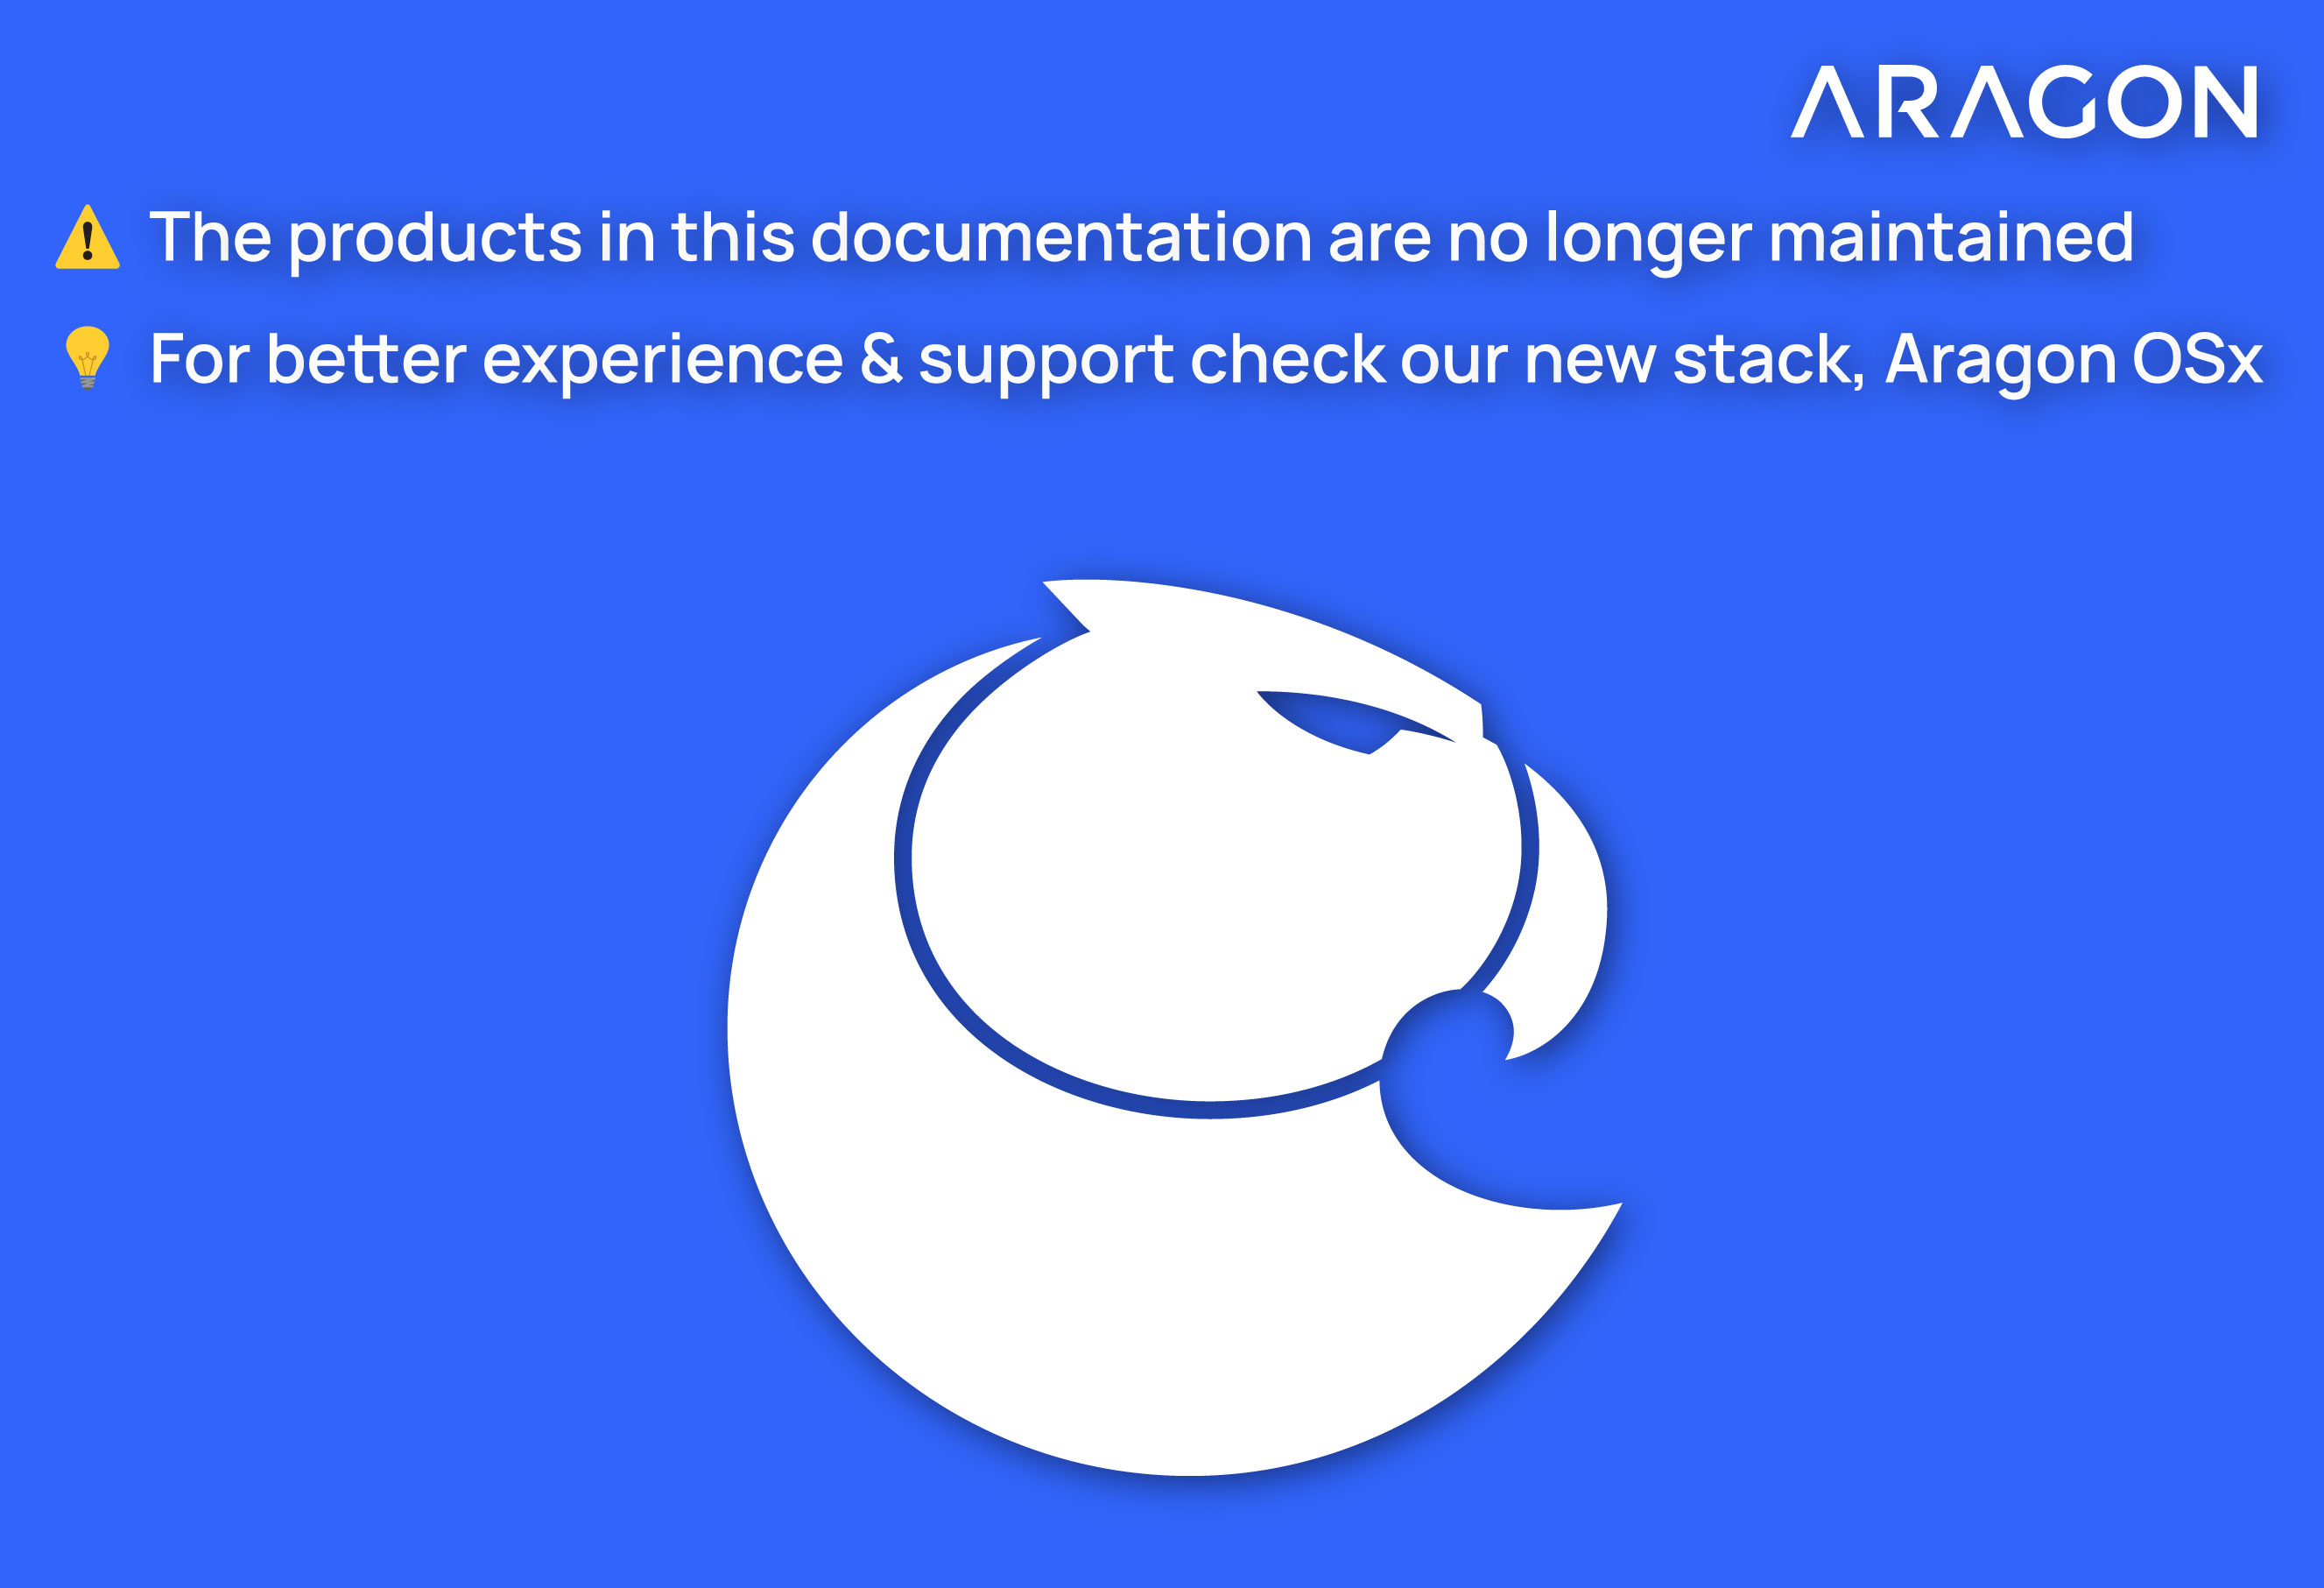 ARAGON
⚠️ The products in this documentation are no longer maintained
💡 For better experience & support check our new stack, Aragon OSx